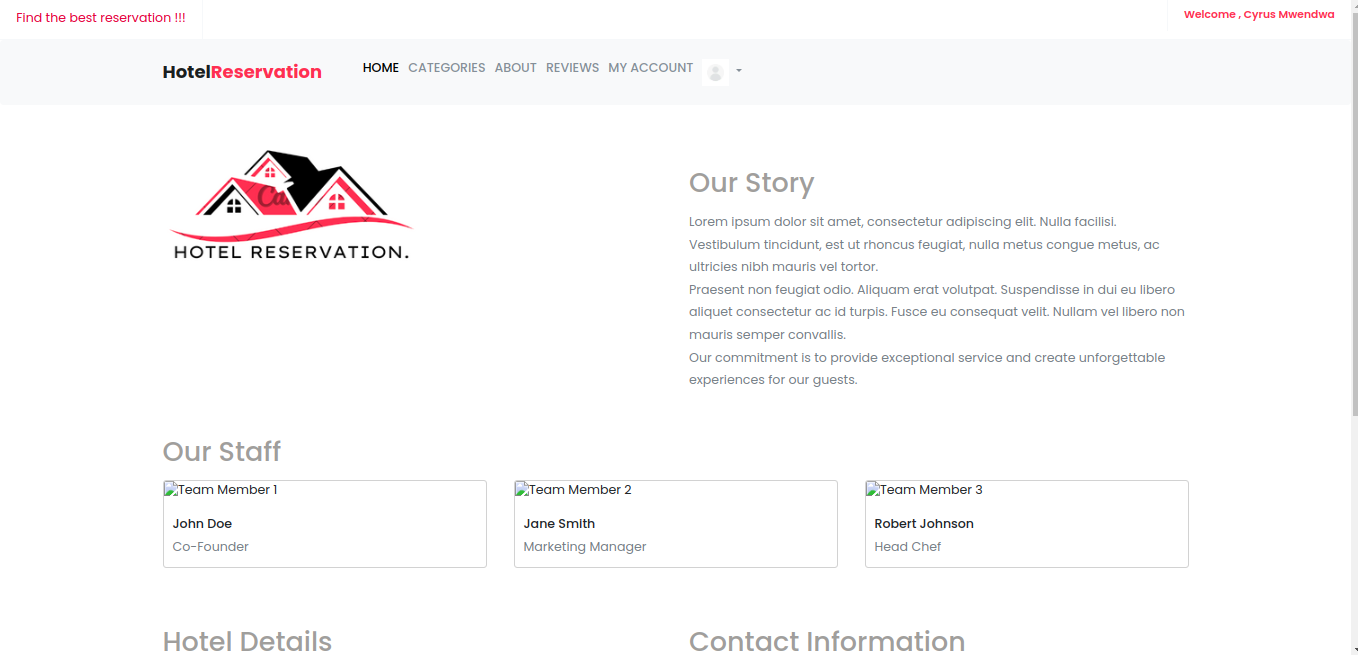 Find the best reservation !!!
Welcome , Cyrus Mwendwa
HotelReservation
HOME CATEGORIES ABOUT REVIEWS MY ACCOUNT
HOTEL RESERVATION.
Our Story
Lorem ipsum dolor sit amet, consectetur adipiscing elit. Nulla facilisi.
Vestibulum tincidunt, est ut rhoncus feugiat, nulla metus congue metus, ac
ultricies nibh mauris vel tortor.
Praesent non feugiat odio. Aliquam erat volutpat. Suspendisse in dui eu libero
aliquet consectetur ac id turpis. Fusce eu consequat velit. Nullam vel libero non
mauris semper convallis.
Our commitment is to provide exceptional service and create unforgettable
experiences for our guests.
Our Staff
Team Member 1
John Doe
Co-Founder
Team Member 2
Jane Smith
Marketing Manager
Team Member 3
Robert Johnson
Head Chef
Hotel Details
Contact Information